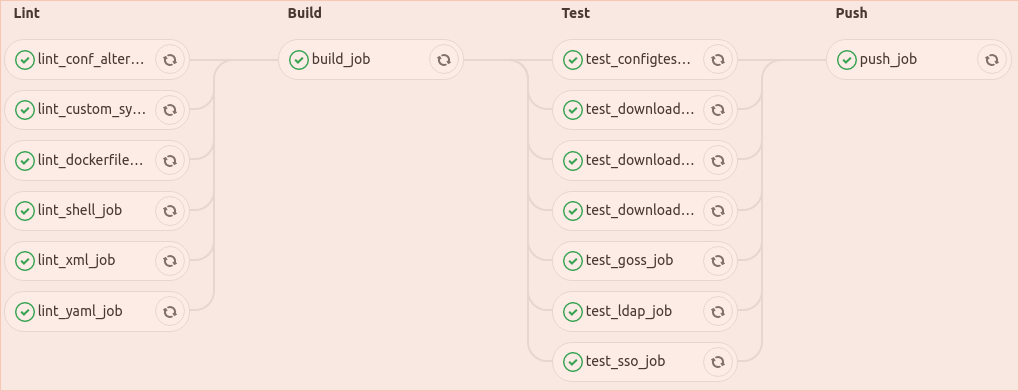 Lint
Build
Test
Push
lint_conf_alter...
build_job
test_configtes...
push_job
lint_custom_sy...
test_download...
lint_dockerfile...
test_download...
lint_shell_job
test_download...
lint_xml_job
test_goss_job
lint_yaml_job
test_ldap_job
test_sso_job